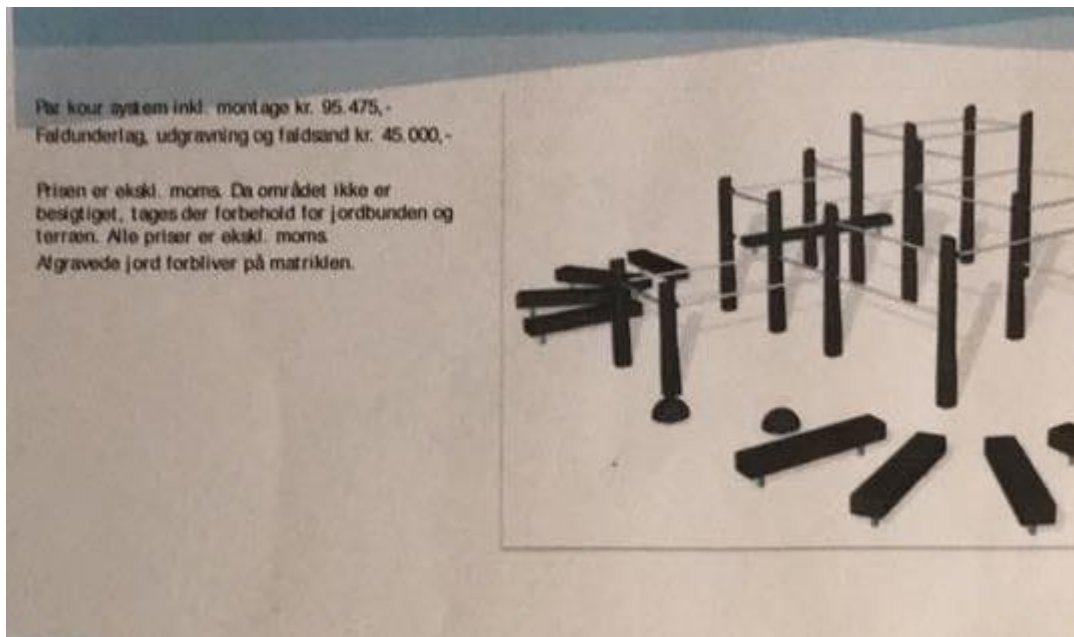 Par kour system inkl. montage kr. 95.475,-
Faldunderlag, udgravning og faldsand kr. 45.000,-
Prisen er ekskl. moms. Da området ikke er
besigtiget, tages der forbehold for jordbunden og
terræn. Alle priser er ekskl. moms.
Afgravede jord forbliver på matriklen.